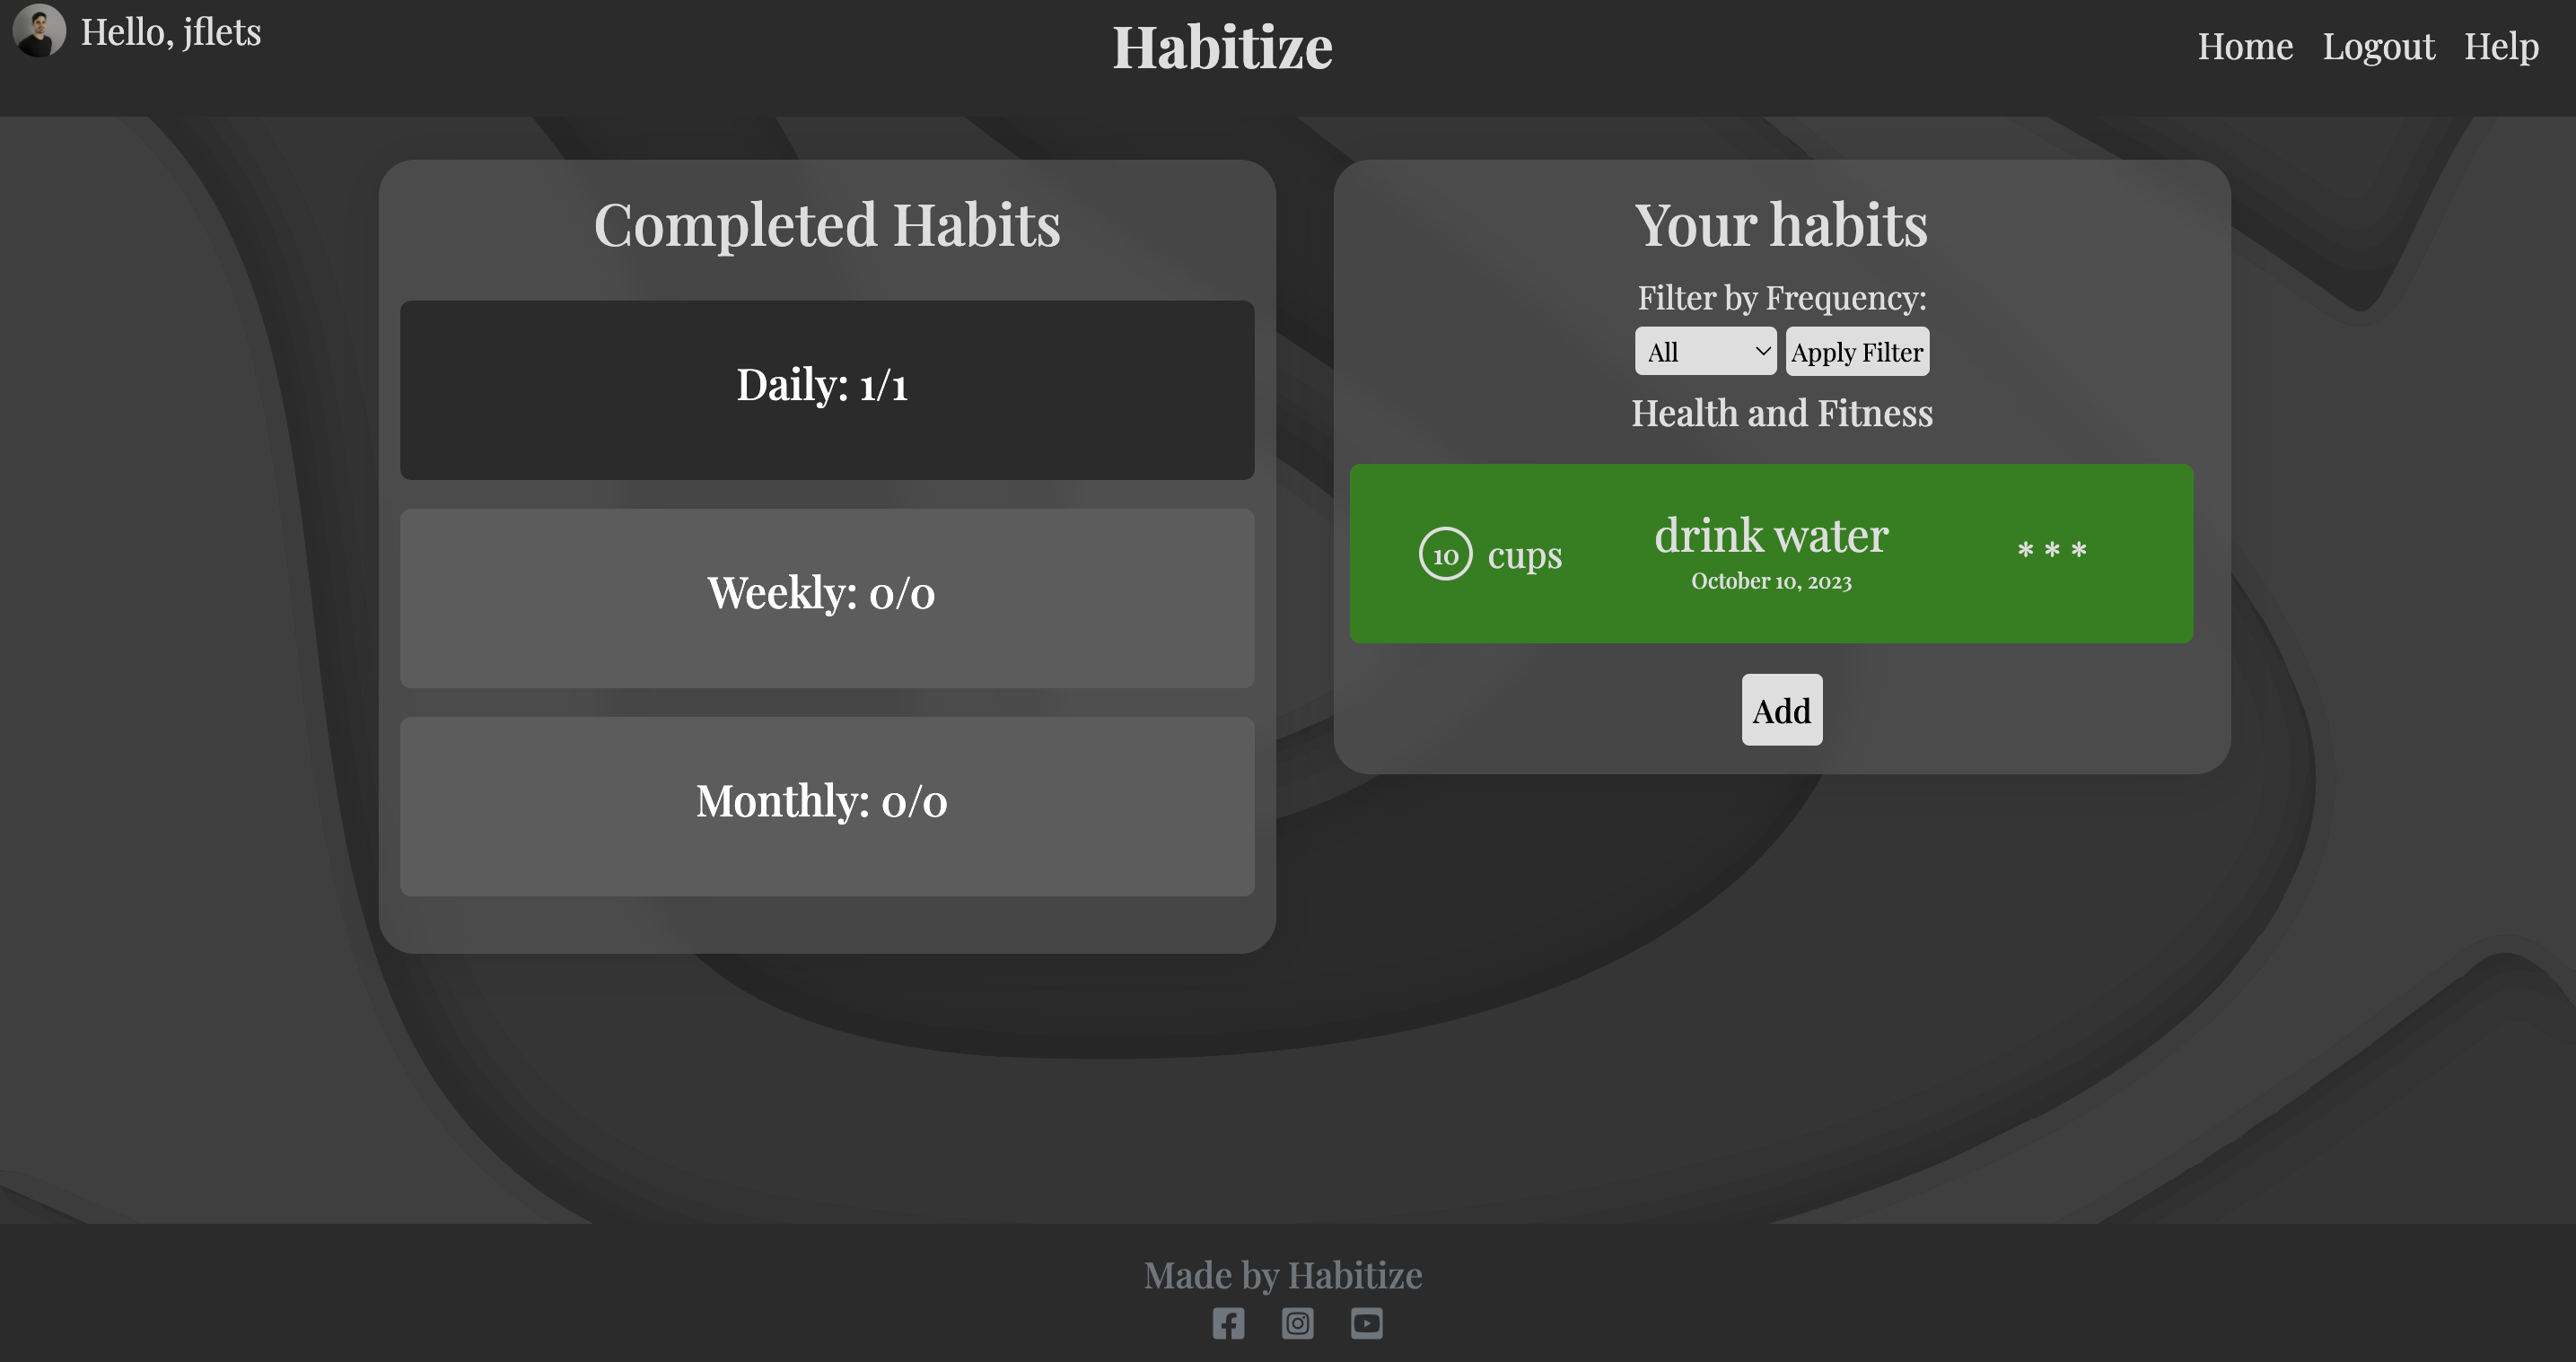 Hello, jflets
Habitize
Home Logout Help
Completed Habits
Daily: 1/1
Weekly: 0/0
Monthly: 0/0
Your habits
Filter by Frequency:
All Apply Filter
Health and Fitness
10 cups
drink water
October 10, 2023
* * *
Add
Made by Habitize